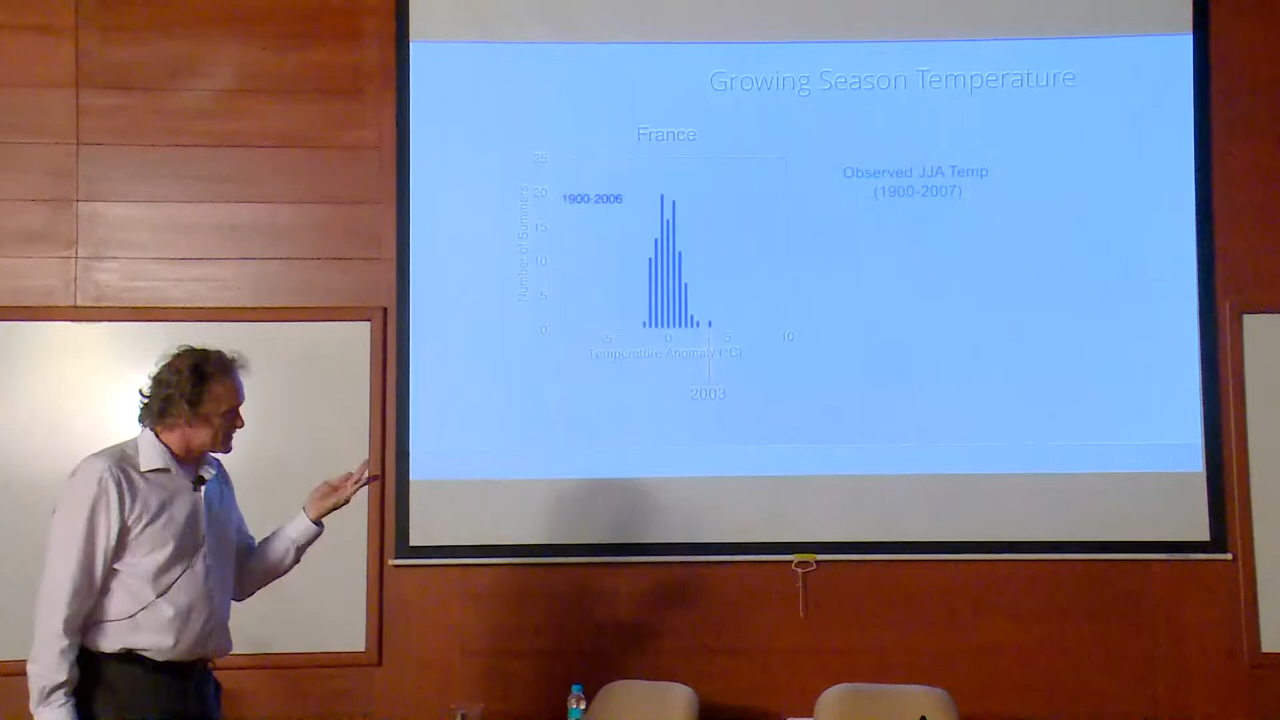 Growing Season Temperature
France
25
20
15
10
5
0
Number of Summers
1900-2006
-5 0 5 10
Temperature Anomaly (°C)
2003
Observed JJA Temp
(1900-2007)